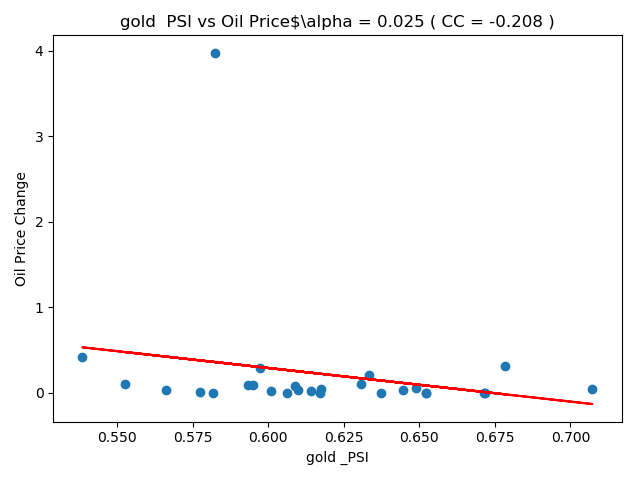 gold  PSI vs Oil Price$\alpha = 0.025 ( CC = -0.208 )
4
3
2
1
0
Oil Price Change
0.550 0.575 0.600 0.625 0.650 0.675 0.700
gold _PSI